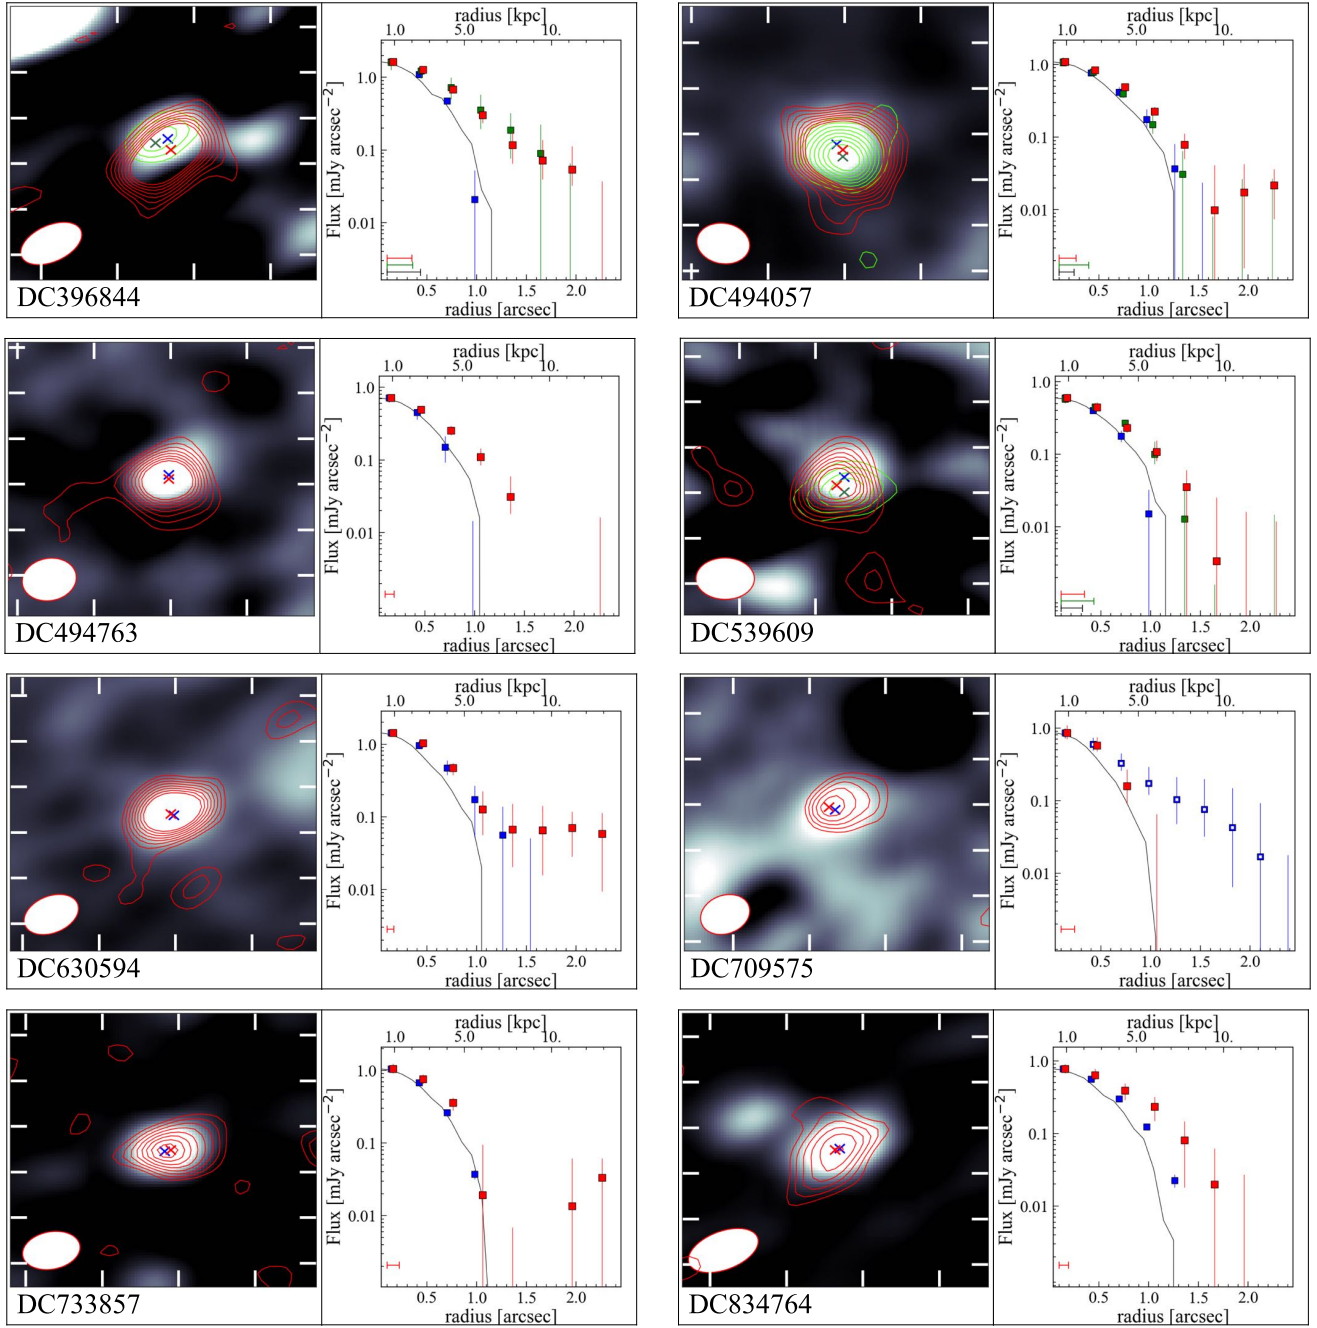 radius [kpc]
1.0 5.0 10.
Flux [mJy arcsec−2]
1.0
0.1
0.01
0.5 1.0 1.5 2.0
radius [arcsec]
DC396844
radius [kpc]
1.0 5.0 10.
Flux [mJy arcsec−2]
1.0
0.1
0.01
0.5 1.0 1.5 2.0
radius [arcsec]
DC494057
radius [kpc]
1.0 5.0 10.
Flux [mJy arcsec−2]
1.0
0.1
0.01
0.5 1.0 1.5 2.0
radius [arcsec]
DC494763
radius [kpc]
1.0 5.0 10.
Flux [mJy arcsec−2]
1.0
0.1
0.01
0.5 1.0 1.5 2.0
radius [arcsec]
DC539609
radius [kpc]
1.0 5.0 10.
Flux [mJy arcsec−2]
1.0
0.1
0.01
0.5 1.0 1.5 2.0
radius [arcsec]
DC630594
radius [kpc]
1.0 5.0 10.
Flux [mJy arcsec−2]
1.0
0.1
0.01
0.5 1.0 1.5 2.0
radius [arcsec]
DC709575
radius [kpc]
1.0 5.0 10.
Flux [mJy arcsec−2]
1.0
0.1
0.01
0.5 1.0 1.5 2.0
radius [arcsec]
DC733857
radius [kpc]
1.0 5.0 10.
Flux [mJy arcsec−2]
1.0
0.1
0.01
0.5 1.0 1.5 2.0
radius [arcsec]
DC834764